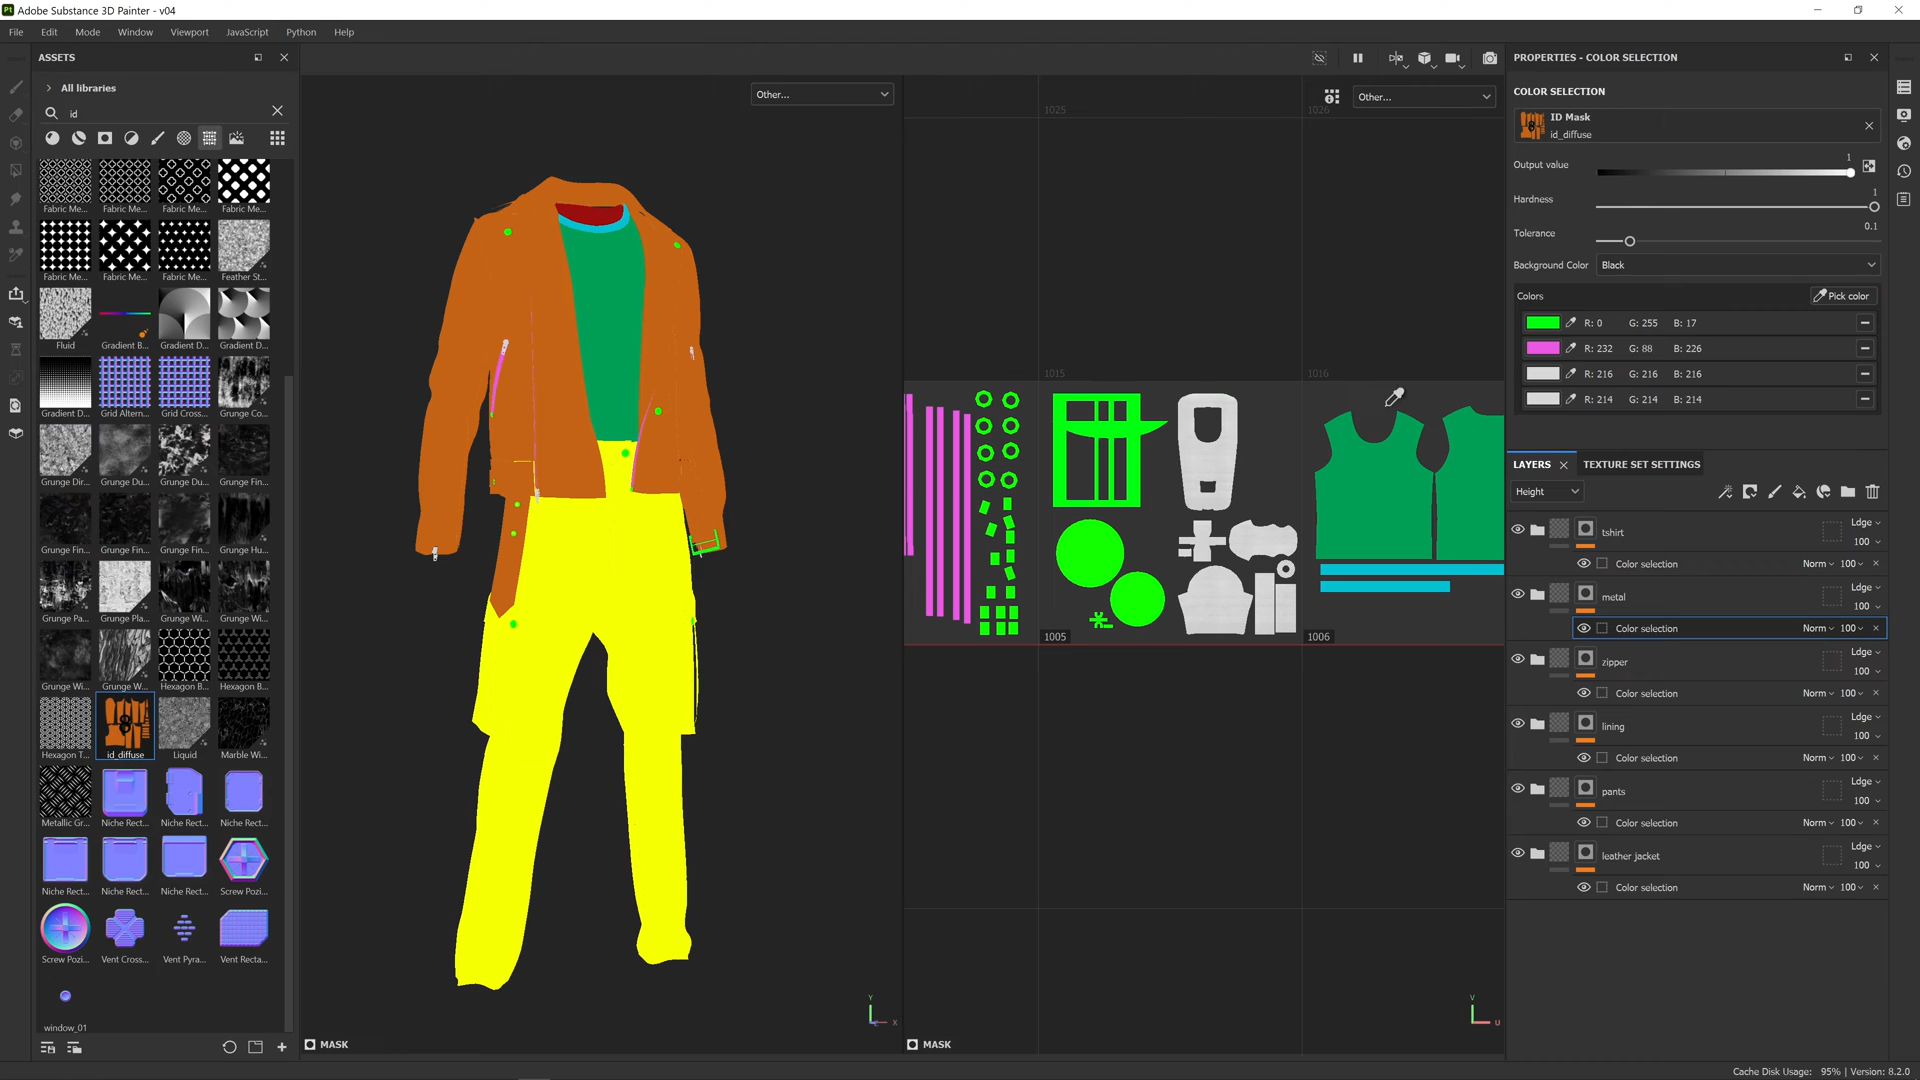 Pt Adobe Substance 3D Painter - v04
File Edit Mode Window Viewport JavaScript Python Help
ASSETS
All libraries
id
Fabric Me... Fabric Me... Fabric Me... Fabric Me...
Fabric Me... Fabric Me... Fabric Me... Feather St...
Fluid Gradient B... Gradient D... Gradient D...
Gradient D... Grid Altern... Grid Cross... Grunge Co...
Grunge Dir... Grunge Du... Grunge Du... Grunge Fin...
Grunge Fin... Grunge Fin... Grunge Fin... Grunge Hu...
Grunge Pa... Grunge Pla... Grunge Wi... Grunge Wi...
Grunge Wi... Grunge W... Hexagon B... Hexagon B...
Hexagon T... id_diffuse Liquid Marble Wi...
Metallic Gr... Niche Rect... Niche Rect... Niche Rect...
Niche Rect... Niche Rect... Niche Rect... Screw Pozi...
Screw Pozi... Vent Cross... Vent Pyra... Vent Recta...
window_01
Other...
Y
X
MASK
Other...
1025
1026
1015
1016
1005
1006
V
U
MASK
PROPERTIES - COLOR SELECTION
COLOR SELECTION
ID Mask
id_diffuse
Output value 1
Hardness 1
Tolerance 0.1
Background Color Black
Colors Pick color
R: 0 G: 255 B: 17
R: 232 G: 88 B: 226
R: 216 G: 216 B: 216
R: 214 G: 214 B: 214
LAYERS TEXTURE SET SETTINGS
Height
tshirt Ldge
100
Color selection Norm 100
metal Ldge
100
Color selection Norm 100
zipper Ldge
100
Color selection Norm 100
lining Ldge
100
Color selection Norm 100
pants Ldge
100
Color selection Norm 100
leather jacket Ldge
100
Color selection Norm 100
Cache Disk Usage: 95% | Version: 8.2.0